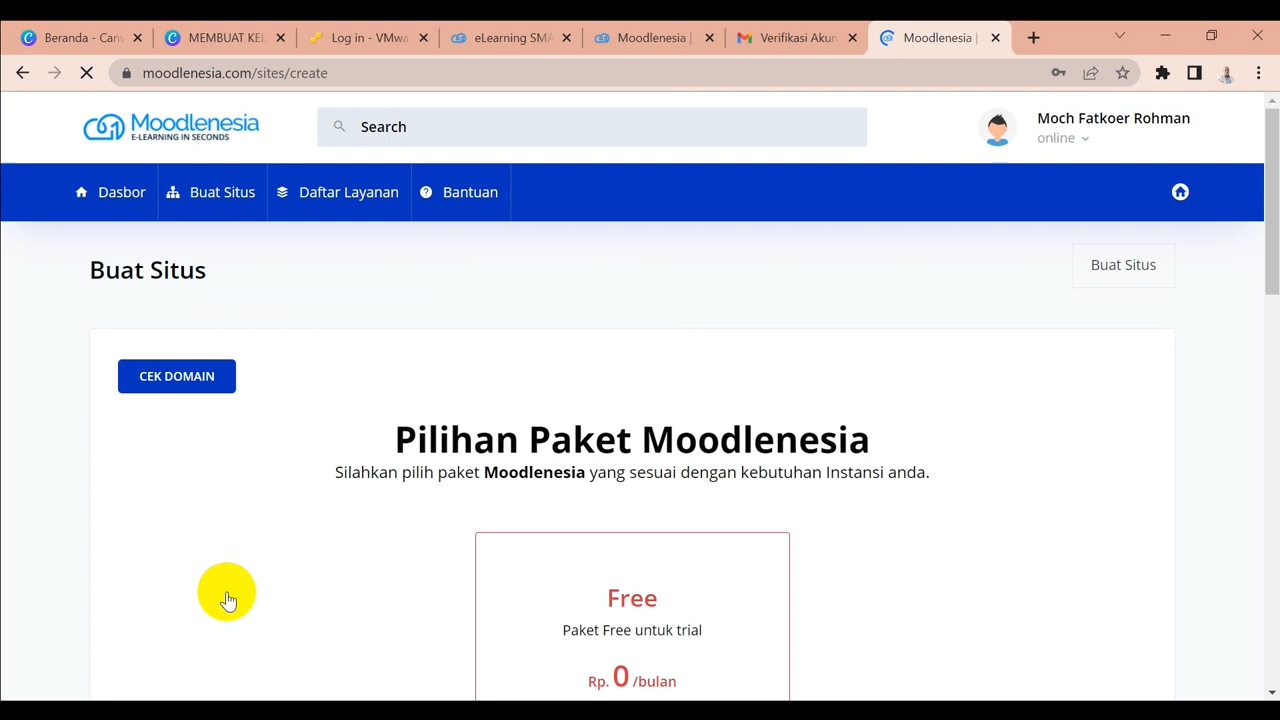 Beranda - Can
MEMBUAT KEL
Log in - VMwa
eLearning SMA
Moodlenesia |
Verifikasi Akun
Moodlenesia |
moodlenesia.com/sites/create
Moodlenesia
E-LEARNING IN SECONDS
Search
Moch Fatkoer Rohman
online
Dasbor
Buat Situs
Daftar Layanan
Bantuan
Buat Situs
Buat Situs
CEK DOMAIN
Pilihan Paket Moodlenesia
Silahkan pilih paket Moodlenesia yang sesuai dengan kebutuhan Instansi anda.
Free
Paket Free untuk trial
Rp. 0 /bulan